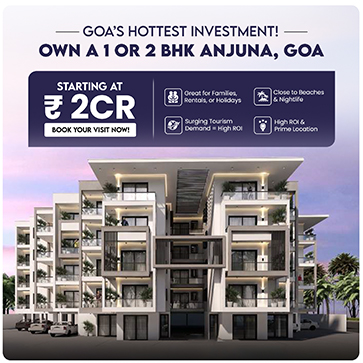 GOA'S HOTTEST INVESTMENT!
OWN A 1 OR 2 BHK ANJUNA, GOA
STARTING AT
₹ 2CR
BOOK YOUR VISIT NOW!
Great for Families,
Rentals, or Holidays
Close to Beaches
& Nightlife
Surging Tourism
Demand = High ROI
High ROI &
Prime Location